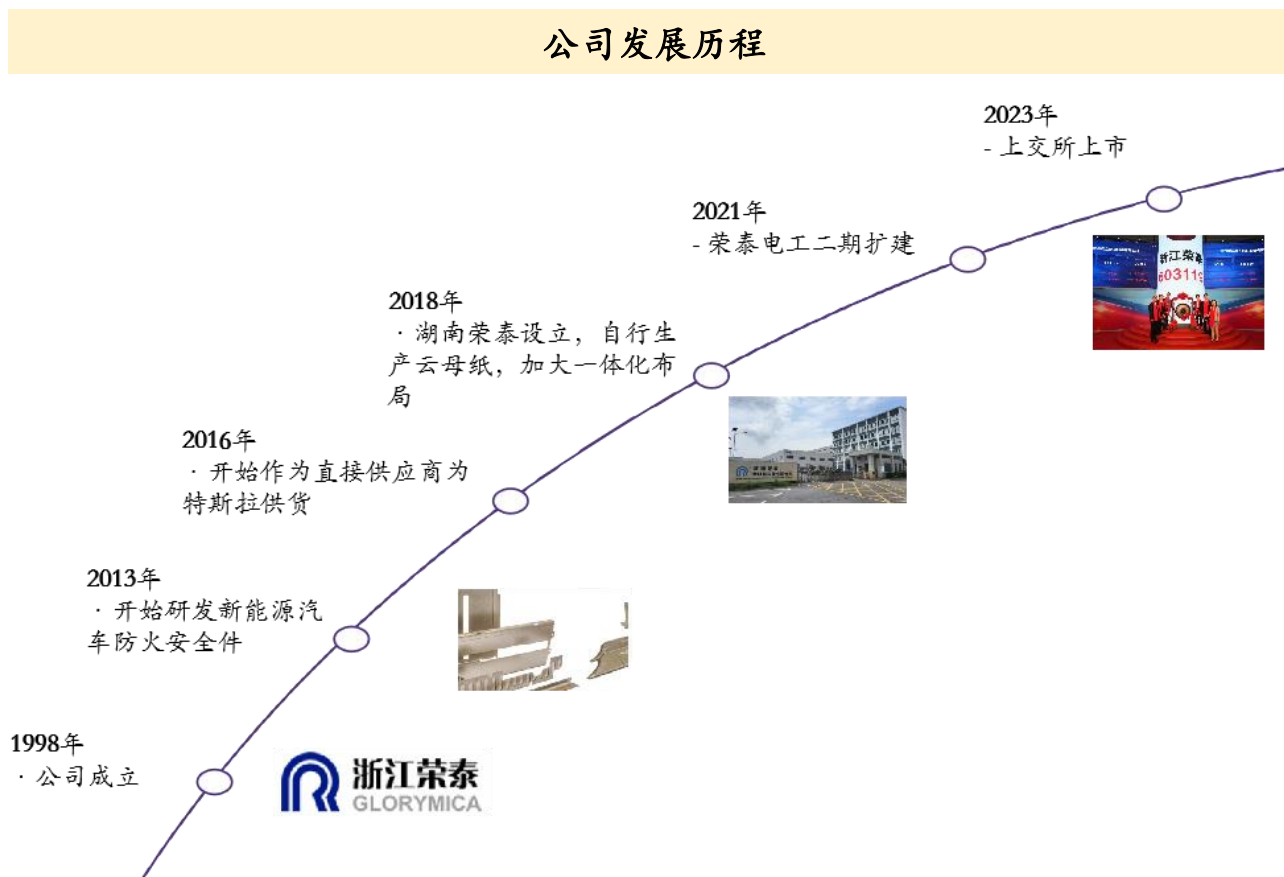 公司发展历程
2023年
- 上交所上市
2021年
- 荣泰电工二期扩建
浙江荣泰
603119
2018年
· 湖南荣泰设立，自行生
产云母纸，加大一体化布
局
2016年
· 开始作为直接供应商为
特斯拉供货
2013年
· 开始研发新能源汽
车防火安全件
1998年
· 公司成立
浙江荣泰
GLORYMICA